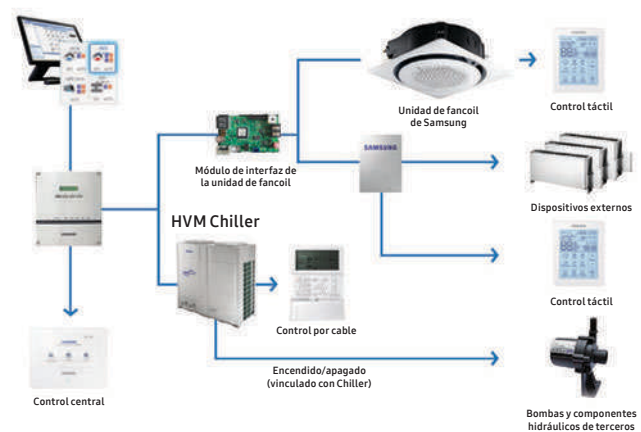 Unidad de fancoil
de Samsung
Control táctil
Módulo de interfaz de
la unidad de fancoil
SAMSUNG
Dispositivos externos
HVM Chiller
Control por cable
Control táctil
Encendido/apagado
(vinculado con Chiller)
Control central
Bombas y componentes
hidráulicos de terceros